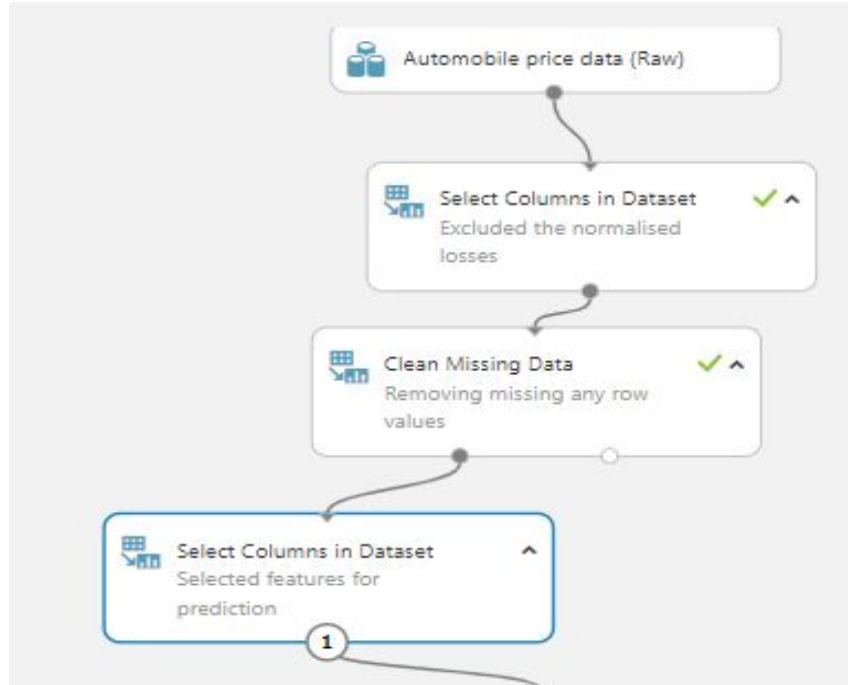 Automobile price data (Raw)
Select Columns in Dataset
Excluded the normalised
losses
Clean Missing Data
Removing missing any row
values
Select Columns in Dataset
Selected features for
prediction
1